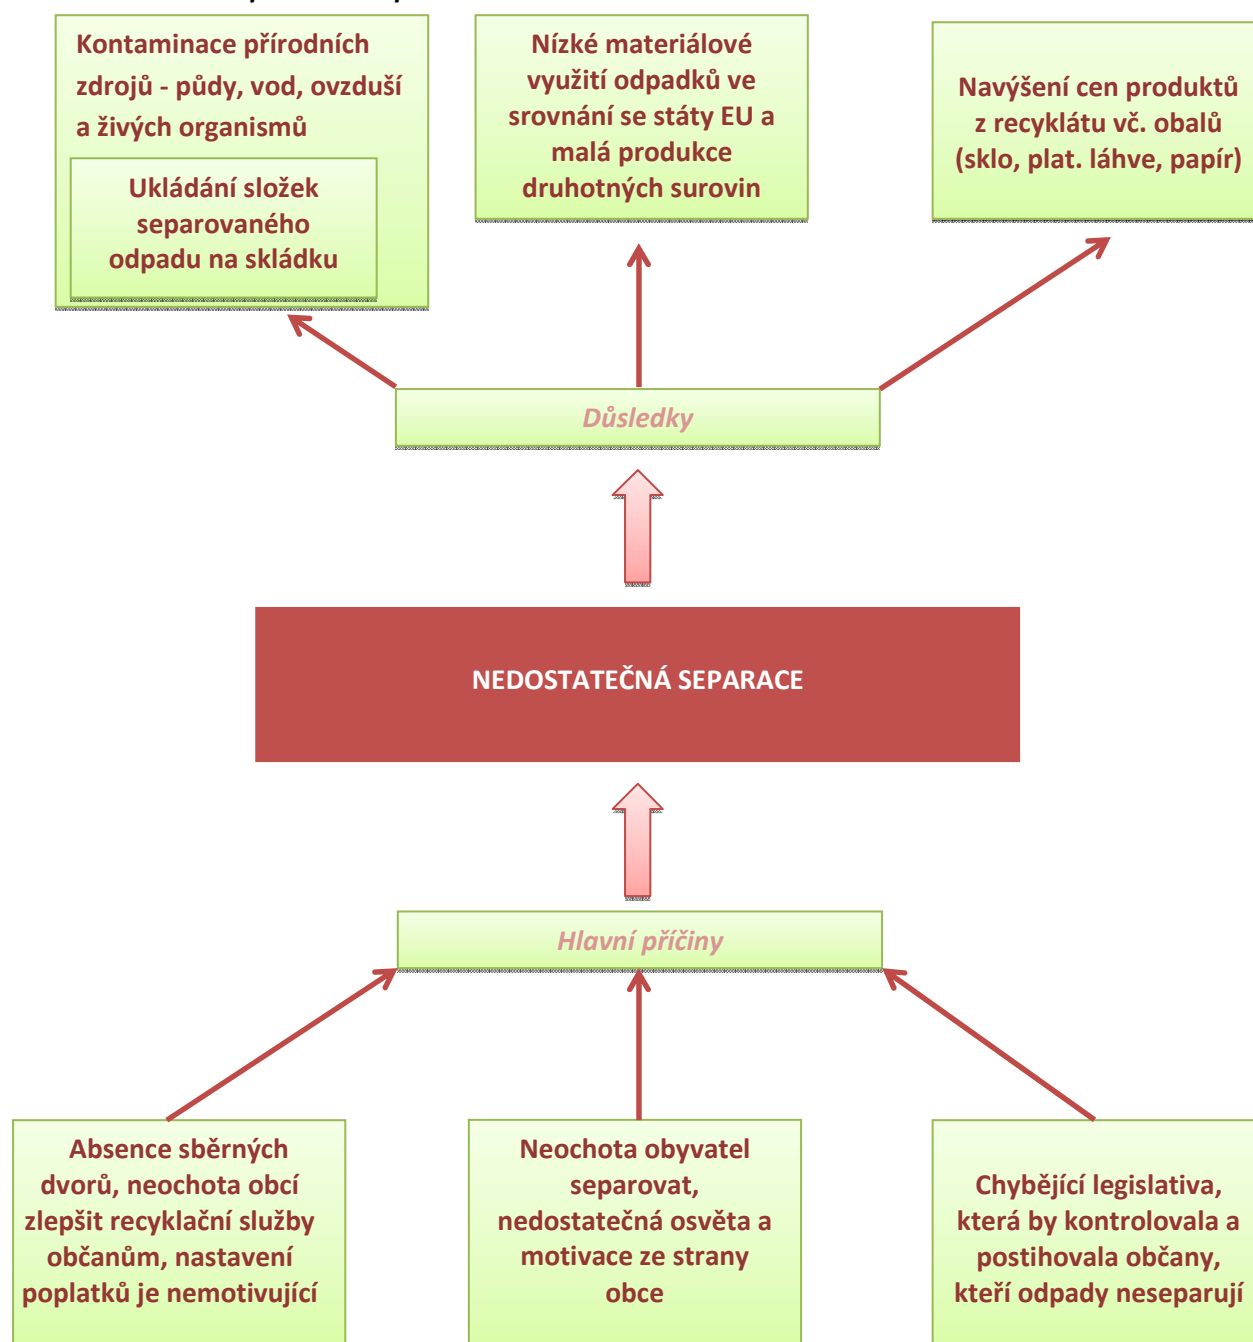 Kontaminace přírodních
zdrojů - půdy, vod, ovzduší
a živých organismů
Ukládání složek
separovaného
odpadu na skládku
Nízké materiálové
využití odpadků ve
srovnání se státy EU a
malá produkce
druhotných surovin
Navýšení cen produktů
z recyklátu vč. obalů
(sklo, plat. láhve, papír)
Důsledky
NEDOSTATEČNÁ SEPARACE
Hlavní příčiny
Absence sběrných
dvorů, neochota obcí
zlepšit recyklační služby
občanům, nastavení
poplatků je nemotivující
Neochota obyvatel
separovat,
nedostatečná osvěta a
motivace ze strany
obce
Chybějící legislativa,
která by kontrolovala a
postihovala občany,
kteří odpady neseparují